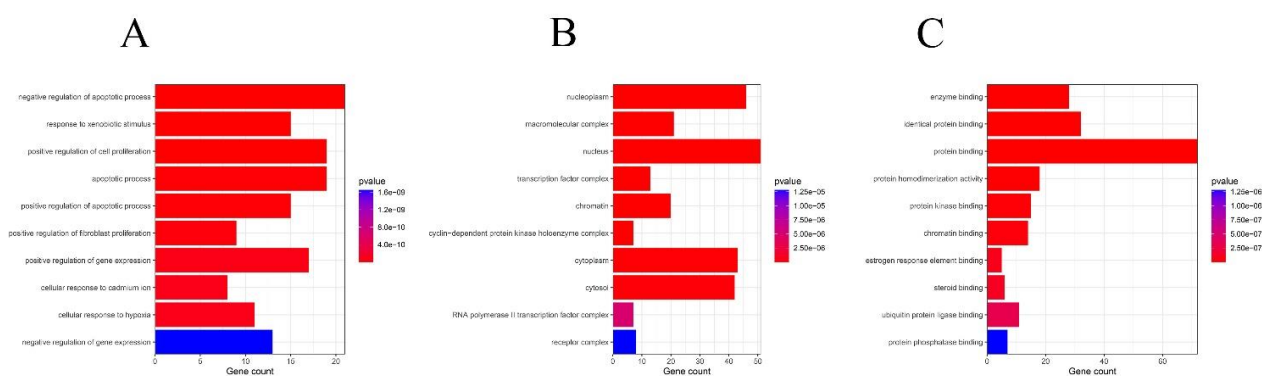 A
negative regulation of apoptotic process
response to xenobiotic stimulus
positive regulation of cell proliferation
apoptotic process
positive regulation of apoptotic process
positive regulation of fibroblast proliferation
positive regulation of gene expression
cellular response to cadmium ion
cellular response to hypoxia
negative regulation of gene expression
0 5 10 15 20
Gene count
pvalue
1.6e-09
1.2e-09
8.0e-10
4.0e-10
B
nucleoplasm
macromolecular complex
nucleus
transcription factor complex
chromatin
cyclin-dependent protein kinase holoenzyme complex
cytoplasm
cytosol
RNA polymerase II transcription factor complex
receptor complex
0 10 20 30 40 50
Gene count
pvalue
1.25e-05
1.00e-05
7.50e-06
5.00e-06
2.50e-06
C
enzyme binding
identical protein binding
protein binding
protein homodimerization activity
protein kinase binding
chromatin binding
estrogen response element binding
steroid binding
ubiquitin protein ligase binding
protein phosphatase binding
0 20 40 60
Gene count
pvalue
1.25e-06
1.00e-06
7.50e-07
5.00e-07
2.50e-07